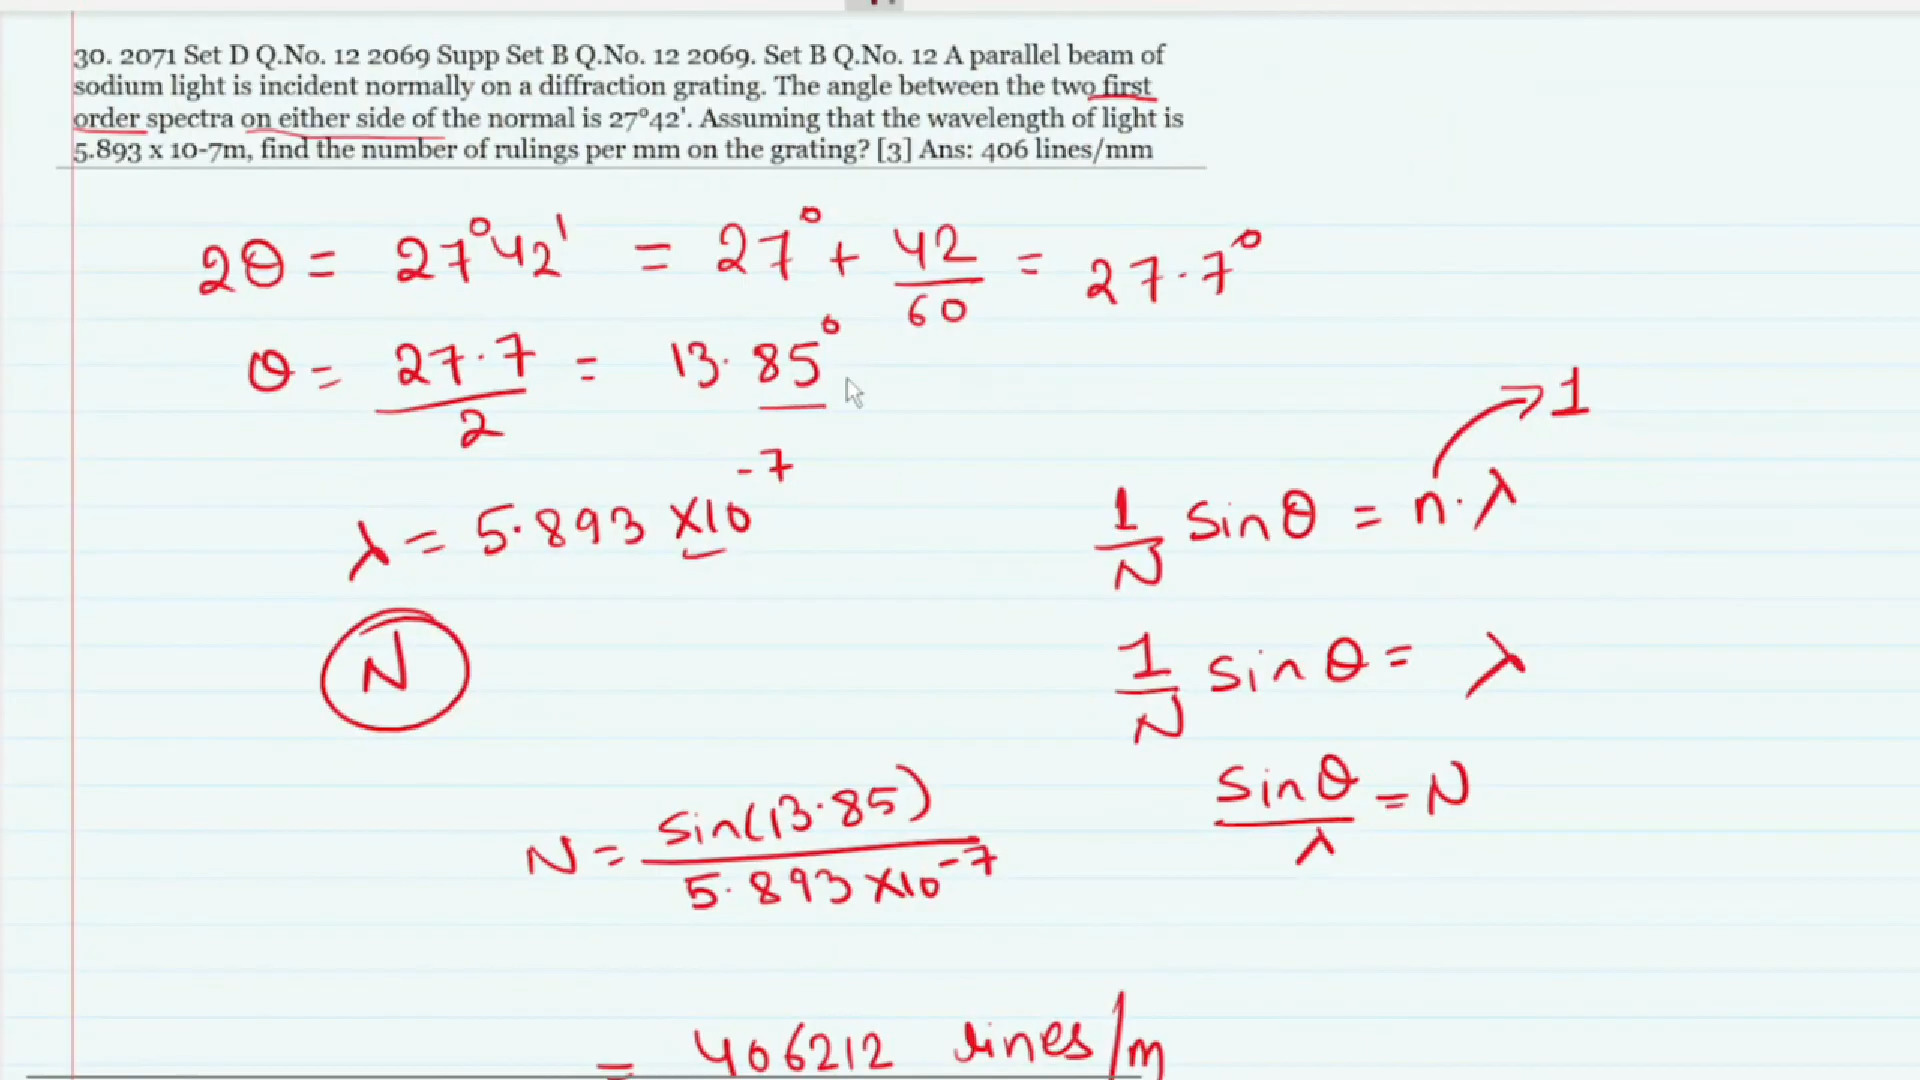 30. 2071 Set D Q.No. 12 2069 Supp Set B Q.No. 12 2069. Set B Q.No. 12 A parallel beam of
sodium light is incident normally on a diffraction grating. The angle between the two first
order spectra on either side of the normal is 27°42'. Assuming that the wavelength of light is
5.893 x 10-7m, find the number of rulings per mm on the grating? [3] Ans: 406 lines/mm
2θ = 27°42' = 27° + 42/60 = 27.7°
θ = 27.7/2 = 13.85°
λ = 5.893 × 10^-7
1/N sinθ = n.λ → 1
N
1/N sinθ = λ
sinθ/λ = N
N = sin(13.85)/5.893 × 10^-7
= 406212 lines/m